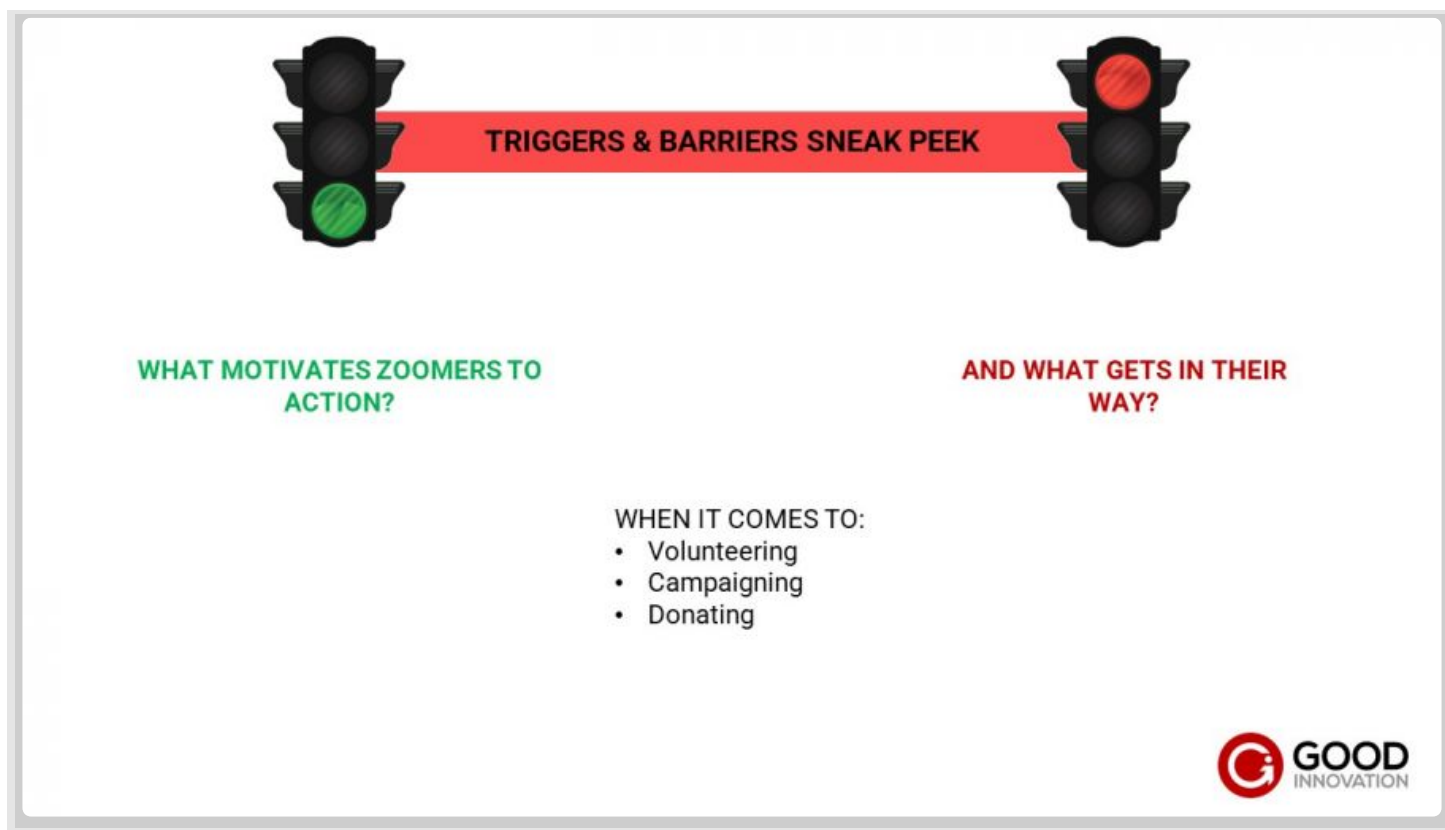 TRIGGERS & BARRIERS SNEAK PEEK
WHAT MOTIVATES ZOOMERS TO
ACTION?
AND WHAT GETS IN THEIR
WAY?
WHEN IT COMES TO:
• Volunteering
• Campaigning
• Donating
GOOD
INNOVATION